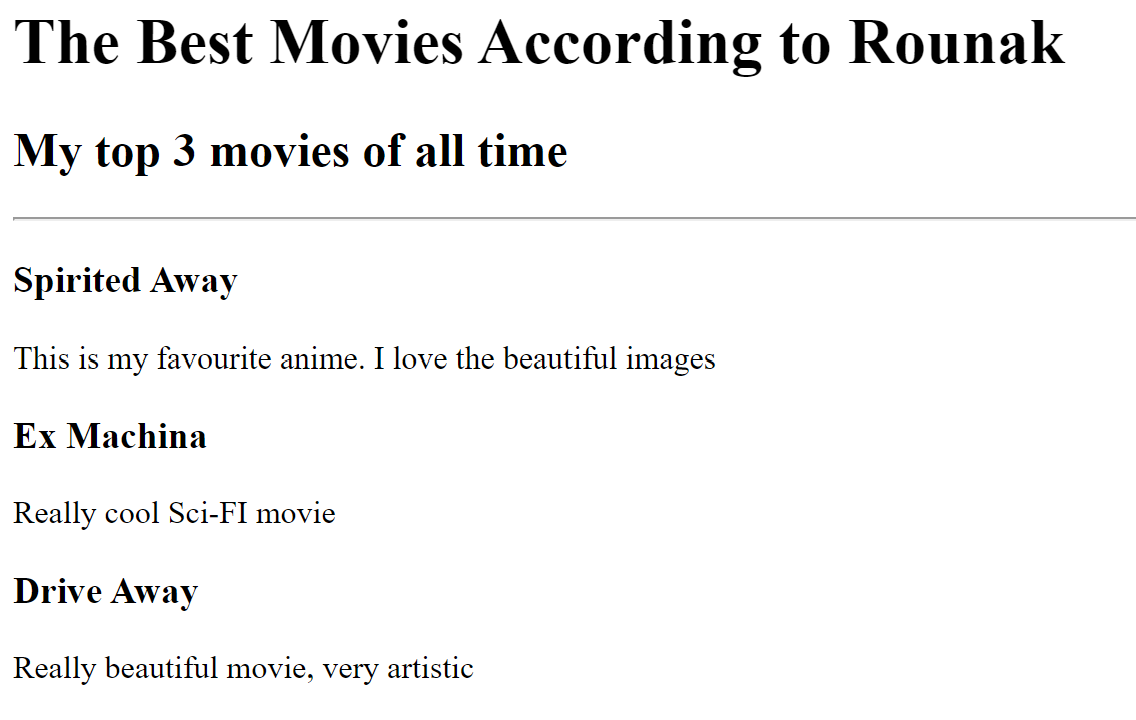 The Best Movies According to Rounak
My top 3 movies of all time
Spirited Away
This is my favourite anime. I love the beautiful images
Ex Machina
Really cool Sci-FI movie
Drive Away
Really beautiful movie, very artistic